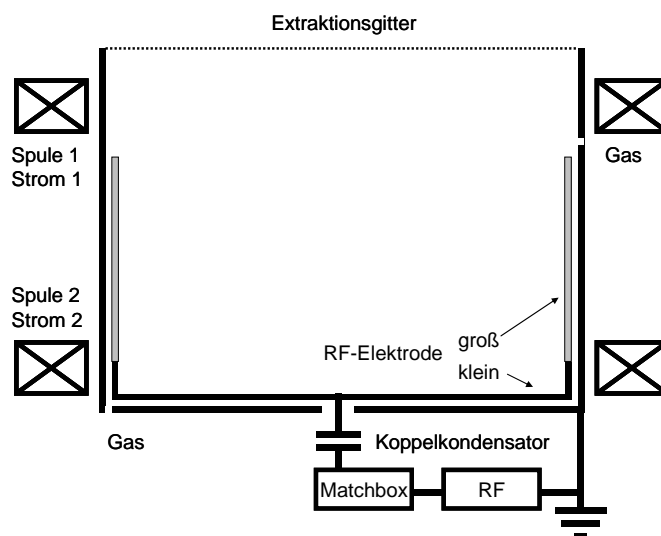 Extraktionsgitter
Spule 1
Strom 1
Gas
Spule 2
Strom 2
RF-Elektrode
groß
klein
Gas
Koppelkondensator
Matchbox
RF